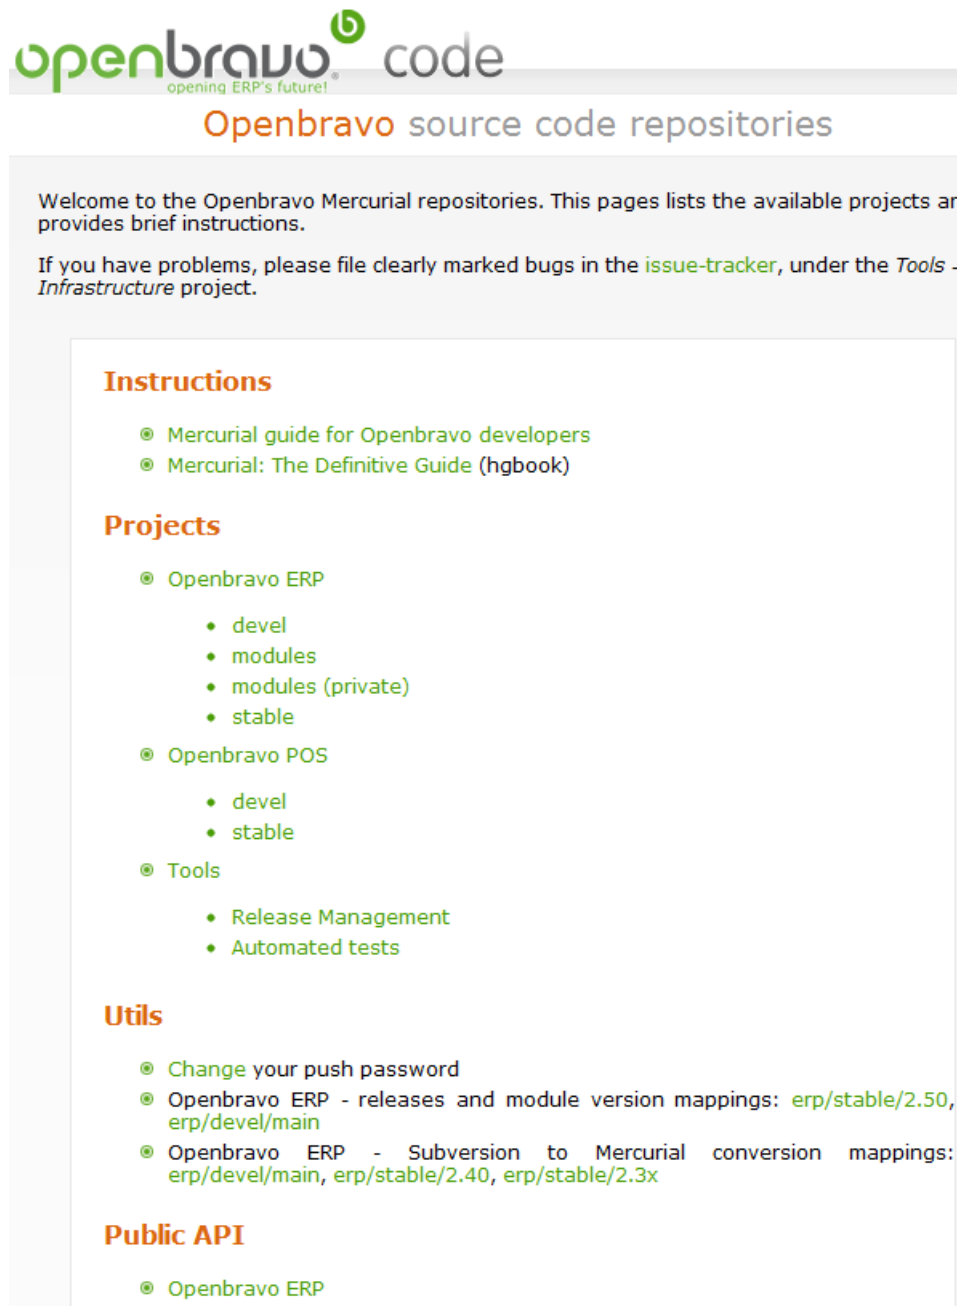 openbravo® code
opening ERP's future!
Openbravo source code repositories
Welcome to the Openbravo Mercurial repositories. This pages lists the available projects
provides brief instructions.
If you have problems, please file clearly marked bugs in the issue-tracker, under the Tools -
Infrastructure project.
Instructions
Mercurial guide for Openbravo developers
Mercurial: The Definitive Guide (hgbook)
Projects
Openbravo ERP
devel
modules
modules (private)
stable
Openbravo POS
devel
stable
Tools
Release Management
Automated tests
Utils
Change your push password
Openbravo ERP - releases and module version mappings: erp/stable/2.50,
erp/devel/main
Openbravo ERP - Subversion to Mercurial conversion mappings:
erp/devel/main, erp/stable/2.40, erp/stable/2.3x
Public API
Openbravo ERP